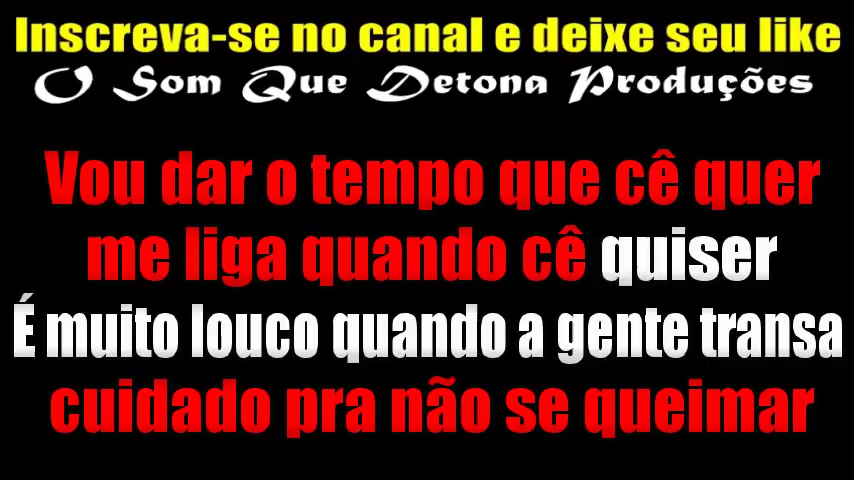 Inscreva-se no canal e deixe seu like
O Som Que Detona Produções
Vou dar o tempo que cê quer
me liga quando cê quiser
É muito louco quando a gente transa
cuidado pra não se queimar